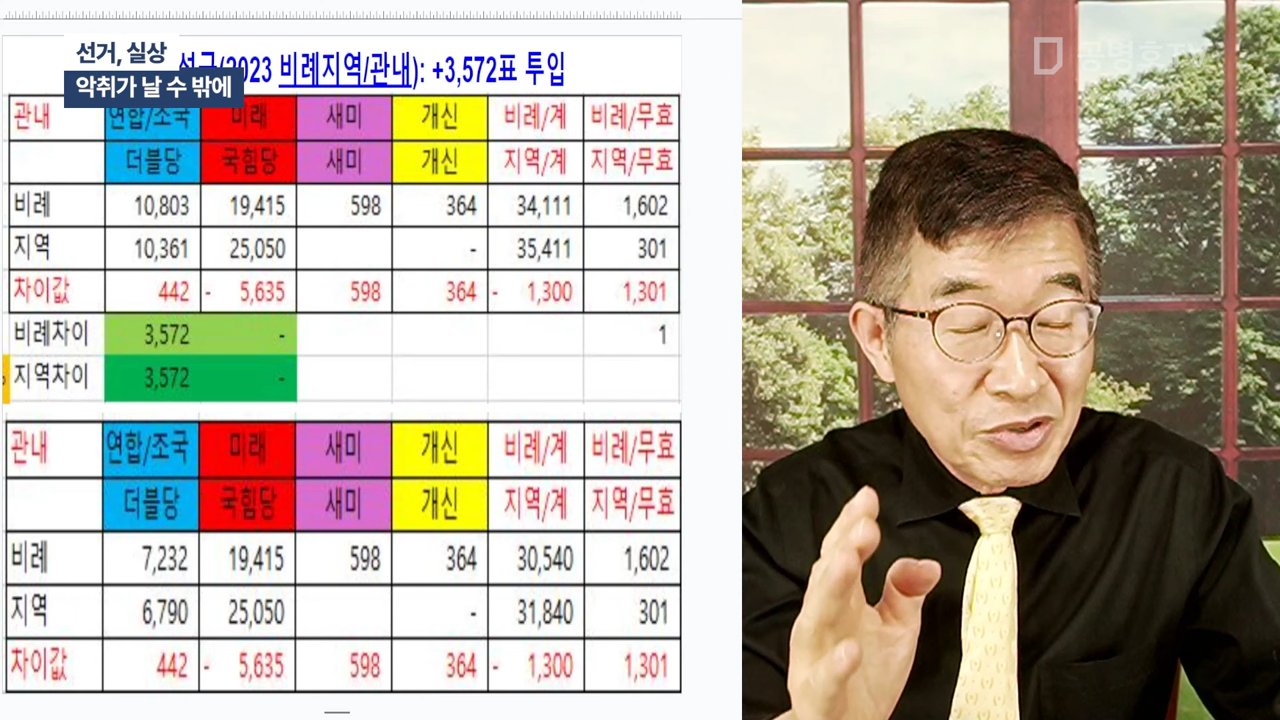 선거, 실상
악취가 날 수 밖에
2023 비례지역/관내): +3,572표 투입
공병호TV
관내 연합/조국 미래 새미 개신 비례/계 비례/무효
더블당 국힘당 새미 개신 지역/계 지역/무효
비례 10,803 19,415 598 364 34,111 1,602
지역 10,361 25,050 - 35,411 301
차이값 442 - 5,635 598 364 - 1,300 1,301
비례차이 3,572 - 1
지역차이 3,572 -
관내 연합/조국 미래 새미 개신 비례/계 비례/무효
더블당 국힘당 새미 개신 지역/계 지역/무효
비례 7,232 19,415 598 364 30,540 1,602
지역 6,790 25,050 - 31,840 301
차이값 442 - 5,635 598 364 - 1,300 1,301